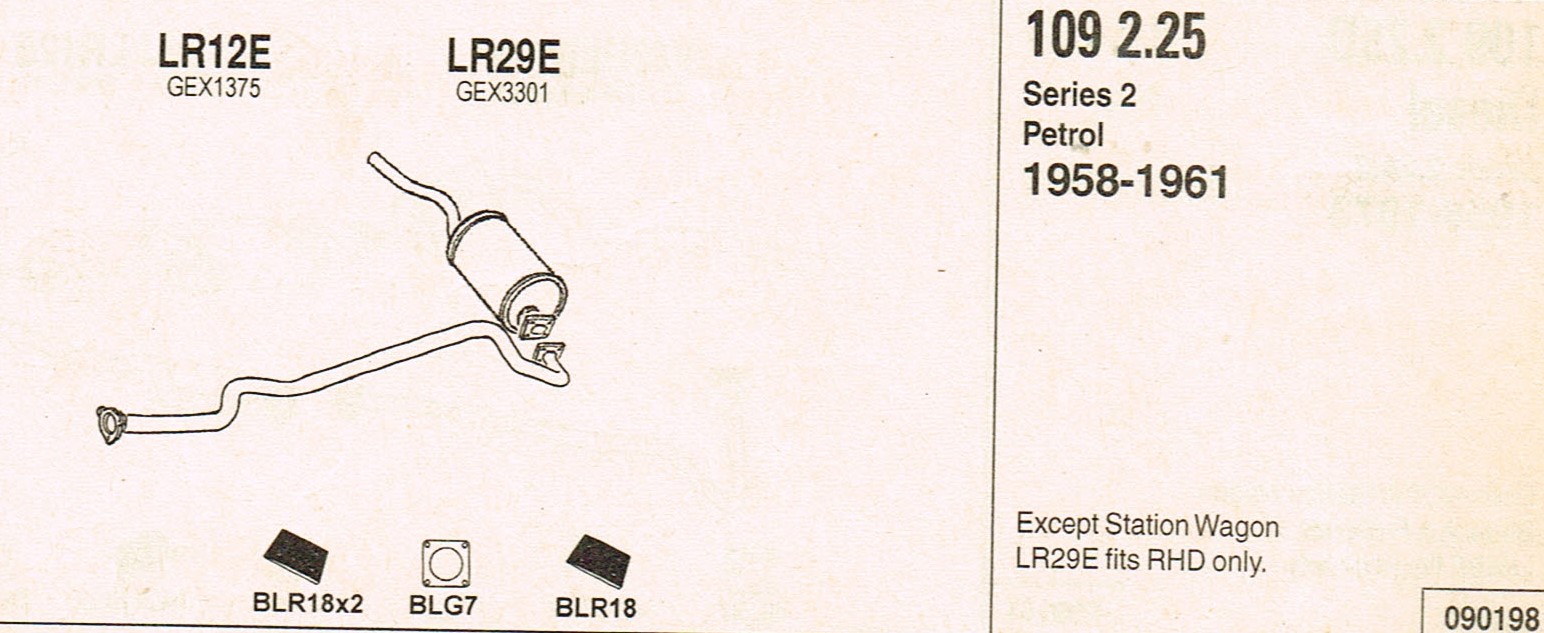 LR12E
GEX1375
LR29E
GEX3301
BLR18x2
BLG7
BLR18
109 2.25
Series 2
Petrol
1958-1961
Except Station Wagon
LR29E fits RHD only.
090198